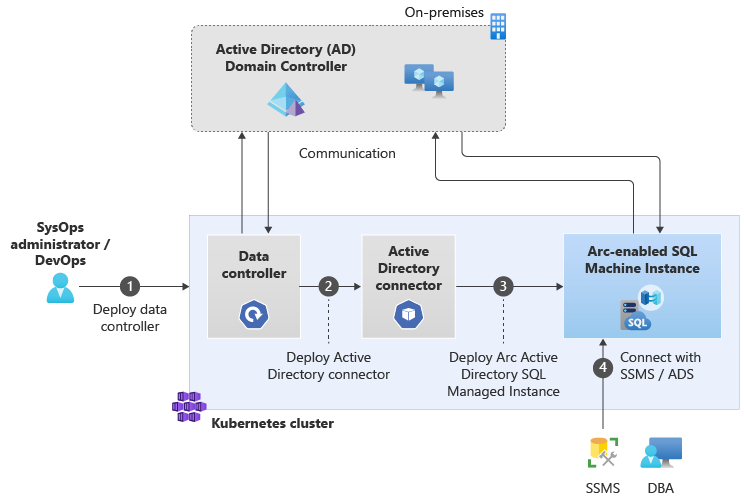 On-premises
Active Directory (AD)
Domain Controller
Communication
SysOps
administrator /
DevOps
1
Deploy data
controller
Data
controller
2
Deploy Active
Directory connector
Active
Directory
connector
3
Deploy Arc Active
Directory SQL
Managed Instance
Arc-enabled SQL
Machine Instance
SQL
4
Connect with
SSMS / ADS
Kubernetes cluster
SSMS
DBA